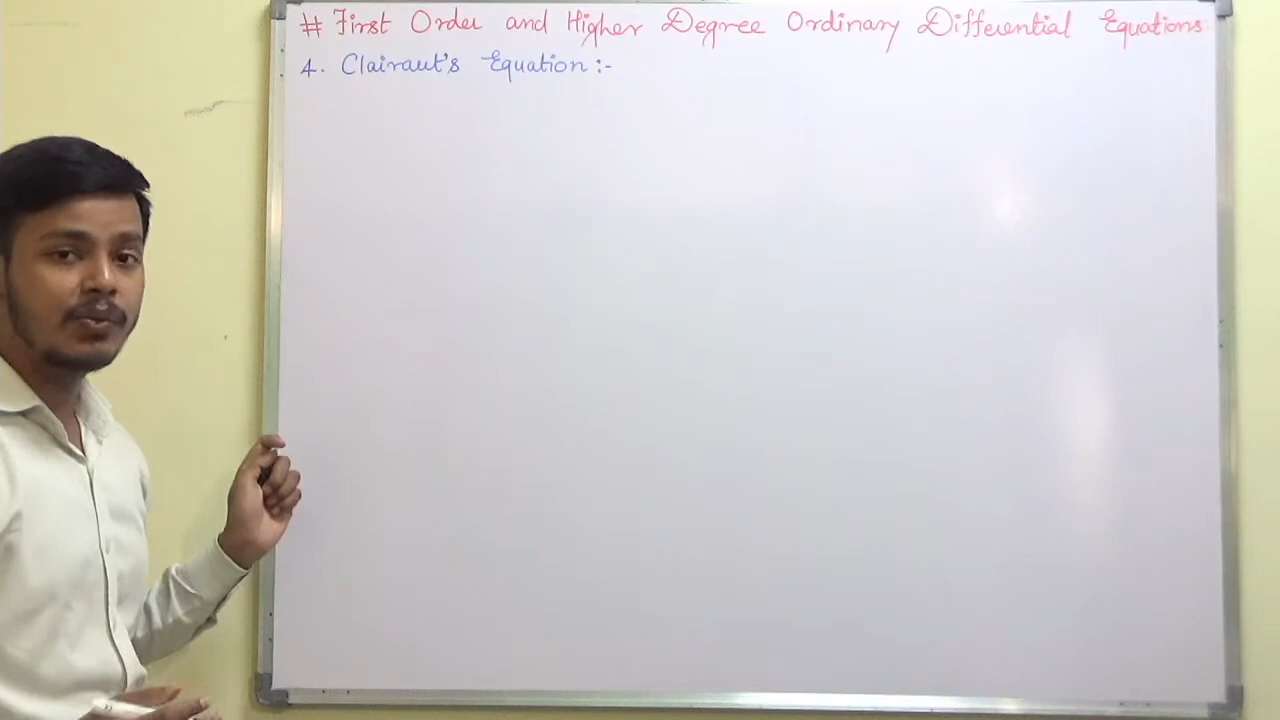 # First Order and Higher Degree Ordinary Differential Equations
4. Clairaut's Equation :-